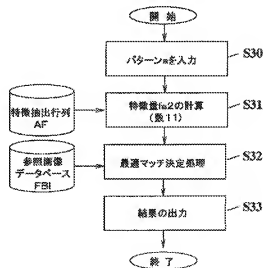 開始
パターンmを入力
S30
特徴抽出行列
AF
特徴量fm2の計算
(数11)
S31
参照画像
データベース
FBI
最適マッチ決定処理
S32
結果の出力
S33
終了